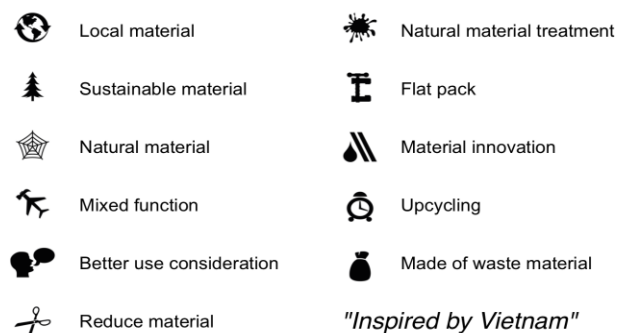 Local material
Sustainable material
Natural material
Mixed function
Better use consideration
Reduce material
Natural material treatment
Flat pack
Material innovation
Upcycling
Made of waste material
"Inspired by Vietnam"